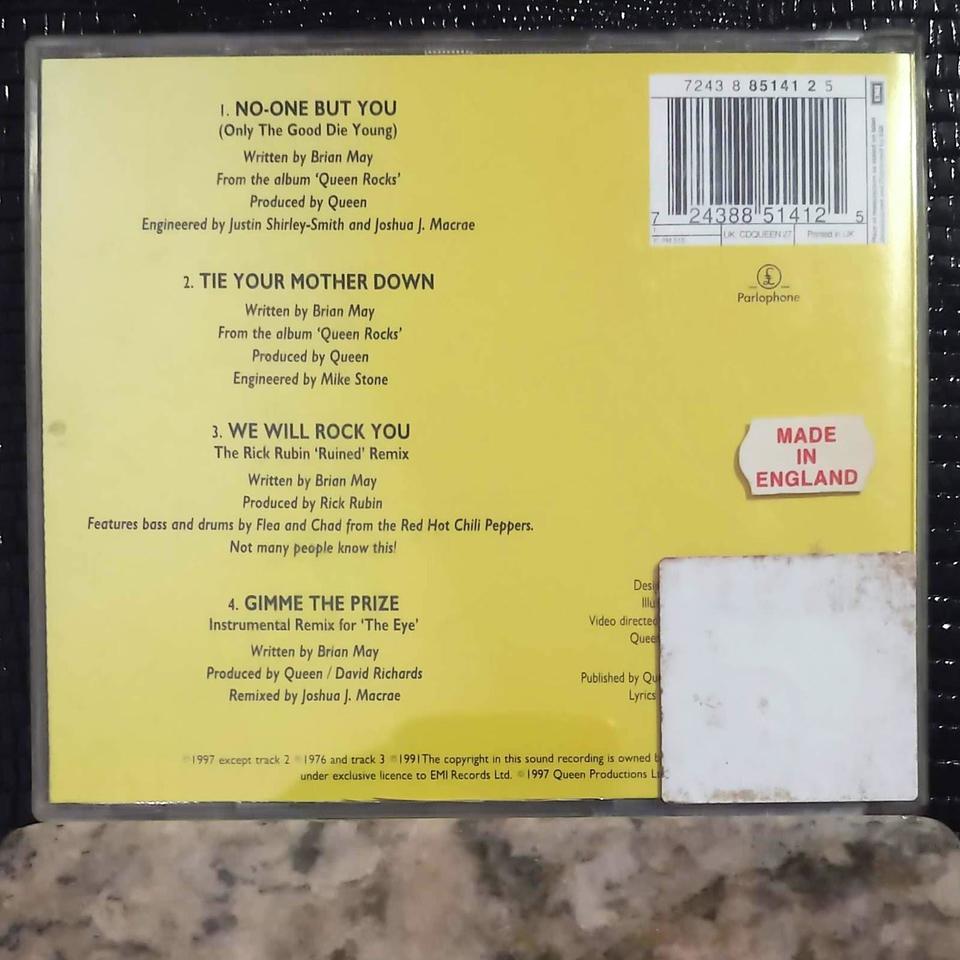 1. NO-ONE BUT YOU
(Only The Good Die Young)
Written by Brian May
From the album ‘Queen Rocks’
Produced by Queen
Engineered by Justin Shirley-Smith and Joshua J. Macrae
2. TIE YOUR MOTHER DOWN
Written by Brian May
From the album ‘Queen Rocks’
Produced by Queen
Engineered by Mike Stone
3. WE WILL ROCK YOU
The Rick Rubin ‘Ruined’ Remix
Written by Brian May
Produced by Rick Rubin
Features bass and drums by Flea and Chad from the Red Hot Chili Peppers.
Not many people know this!
4. GIMME THE PRIZE
Instrumental Remix for ‘The Eye’
Written by Brian May
Produced by Queen / David Richards
Remixed by Joshua J. Macrae
7243 8 85141 2 5
EMI
7 24388 51412 5
UK: CDQUEEN 27
Printed in UK
Parlophone
MADE
IN
ENGLAND
Video directed
Published by
Lyrics
℗1997 except track 2 ℗1976 and track 3 ℗1991 The copyright in this sound recording is owned
under exclusive licence to EMI Records Ltd. ©1997 Queen Productions